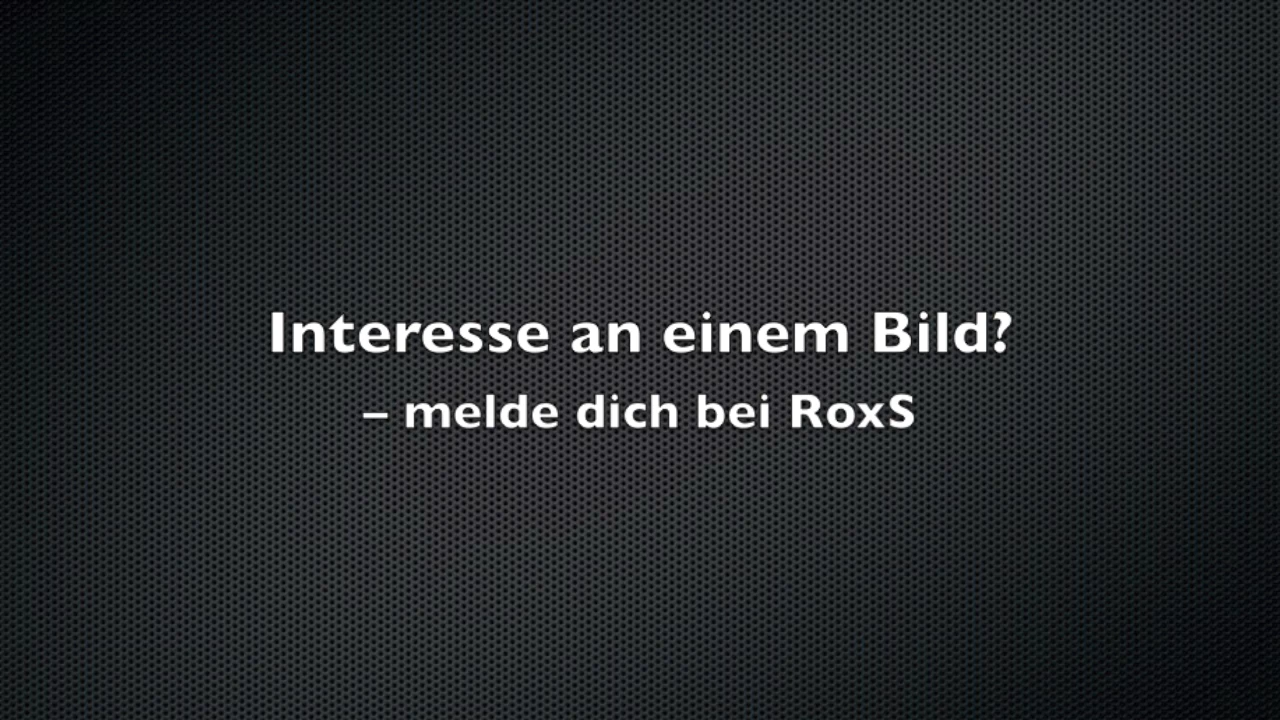 Interesse an einem Bild?
– melde dich bei RoxS